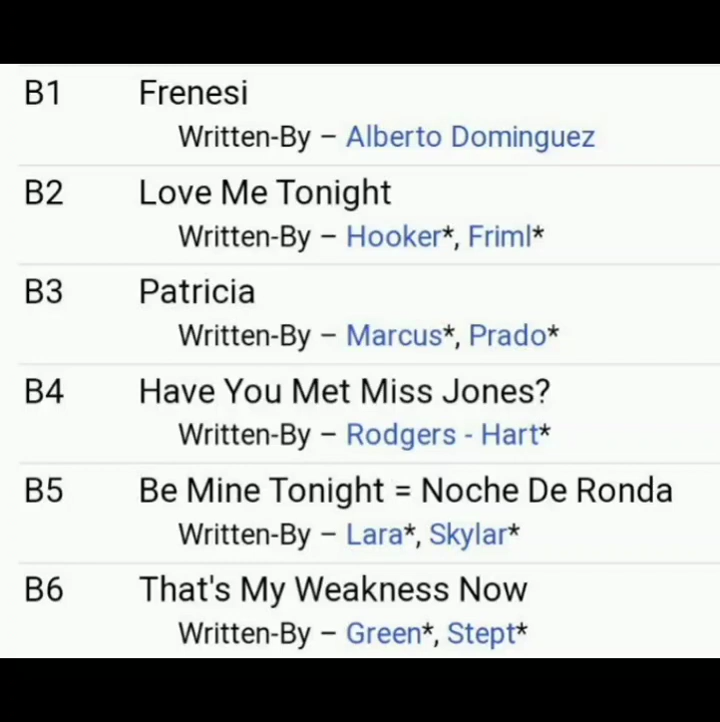 B1 Frenesi
Written-By – Alberto Dominguez
B2 Love Me Tonight
Written-By – Hooker*, Friml*
B3 Patricia
Written-By – Marcus*, Prado*
B4 Have You Met Miss Jones?
Written-By – Rodgers - Hart*
B5 Be Mine Tonight = Noche De Ronda
Written-By – Lara*, Skylar*
B6 That's My Weakness Now
Written-By – Green*, Stept*